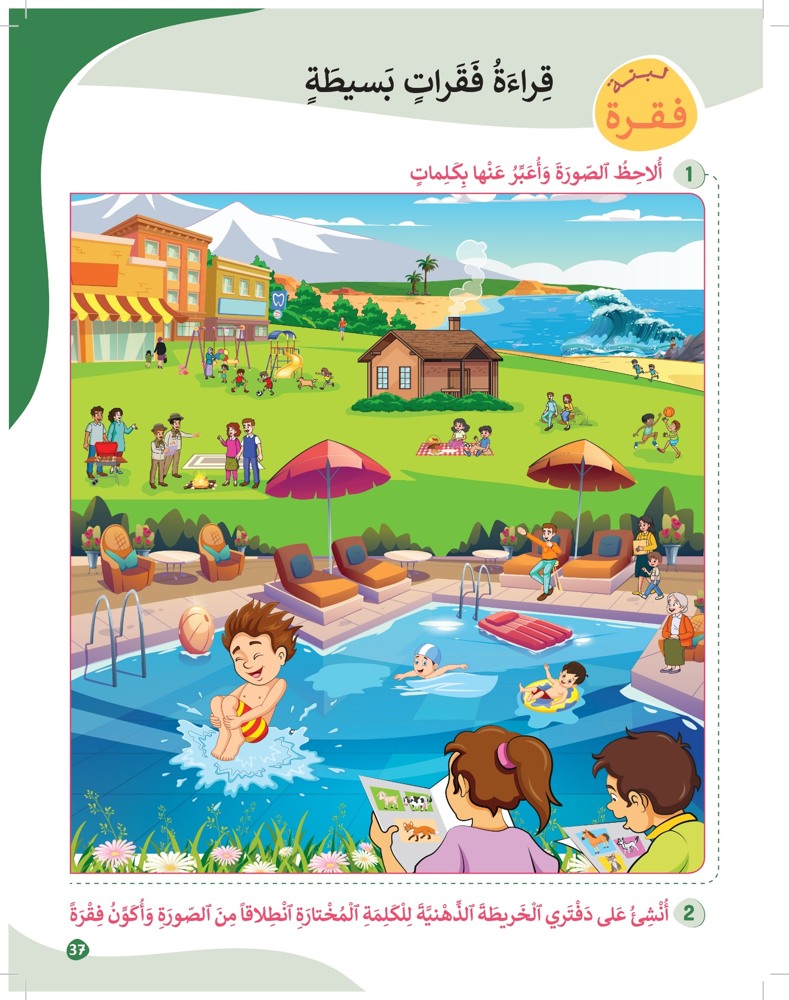 لبنة
فقرة
قِراءَةُ فَقَراتٍ بَسيطَةٍ
1 أُلاحِظُ ٱلصّورَةَ وَأُعَبِّرُ عَنْها بِكَلِماتٍ
2 أُنْشِئُ عَلى دَفْتَري ٱلْخَريطَةَ ٱلذِّهْنيَّةَ لِلْكَلِمَةِ ٱلْمُخْتارَةِ ٱنْطِلاقاً مِنَ ٱلصّورَةِ وَأُكَوِّنُ فِقْرَةً
37